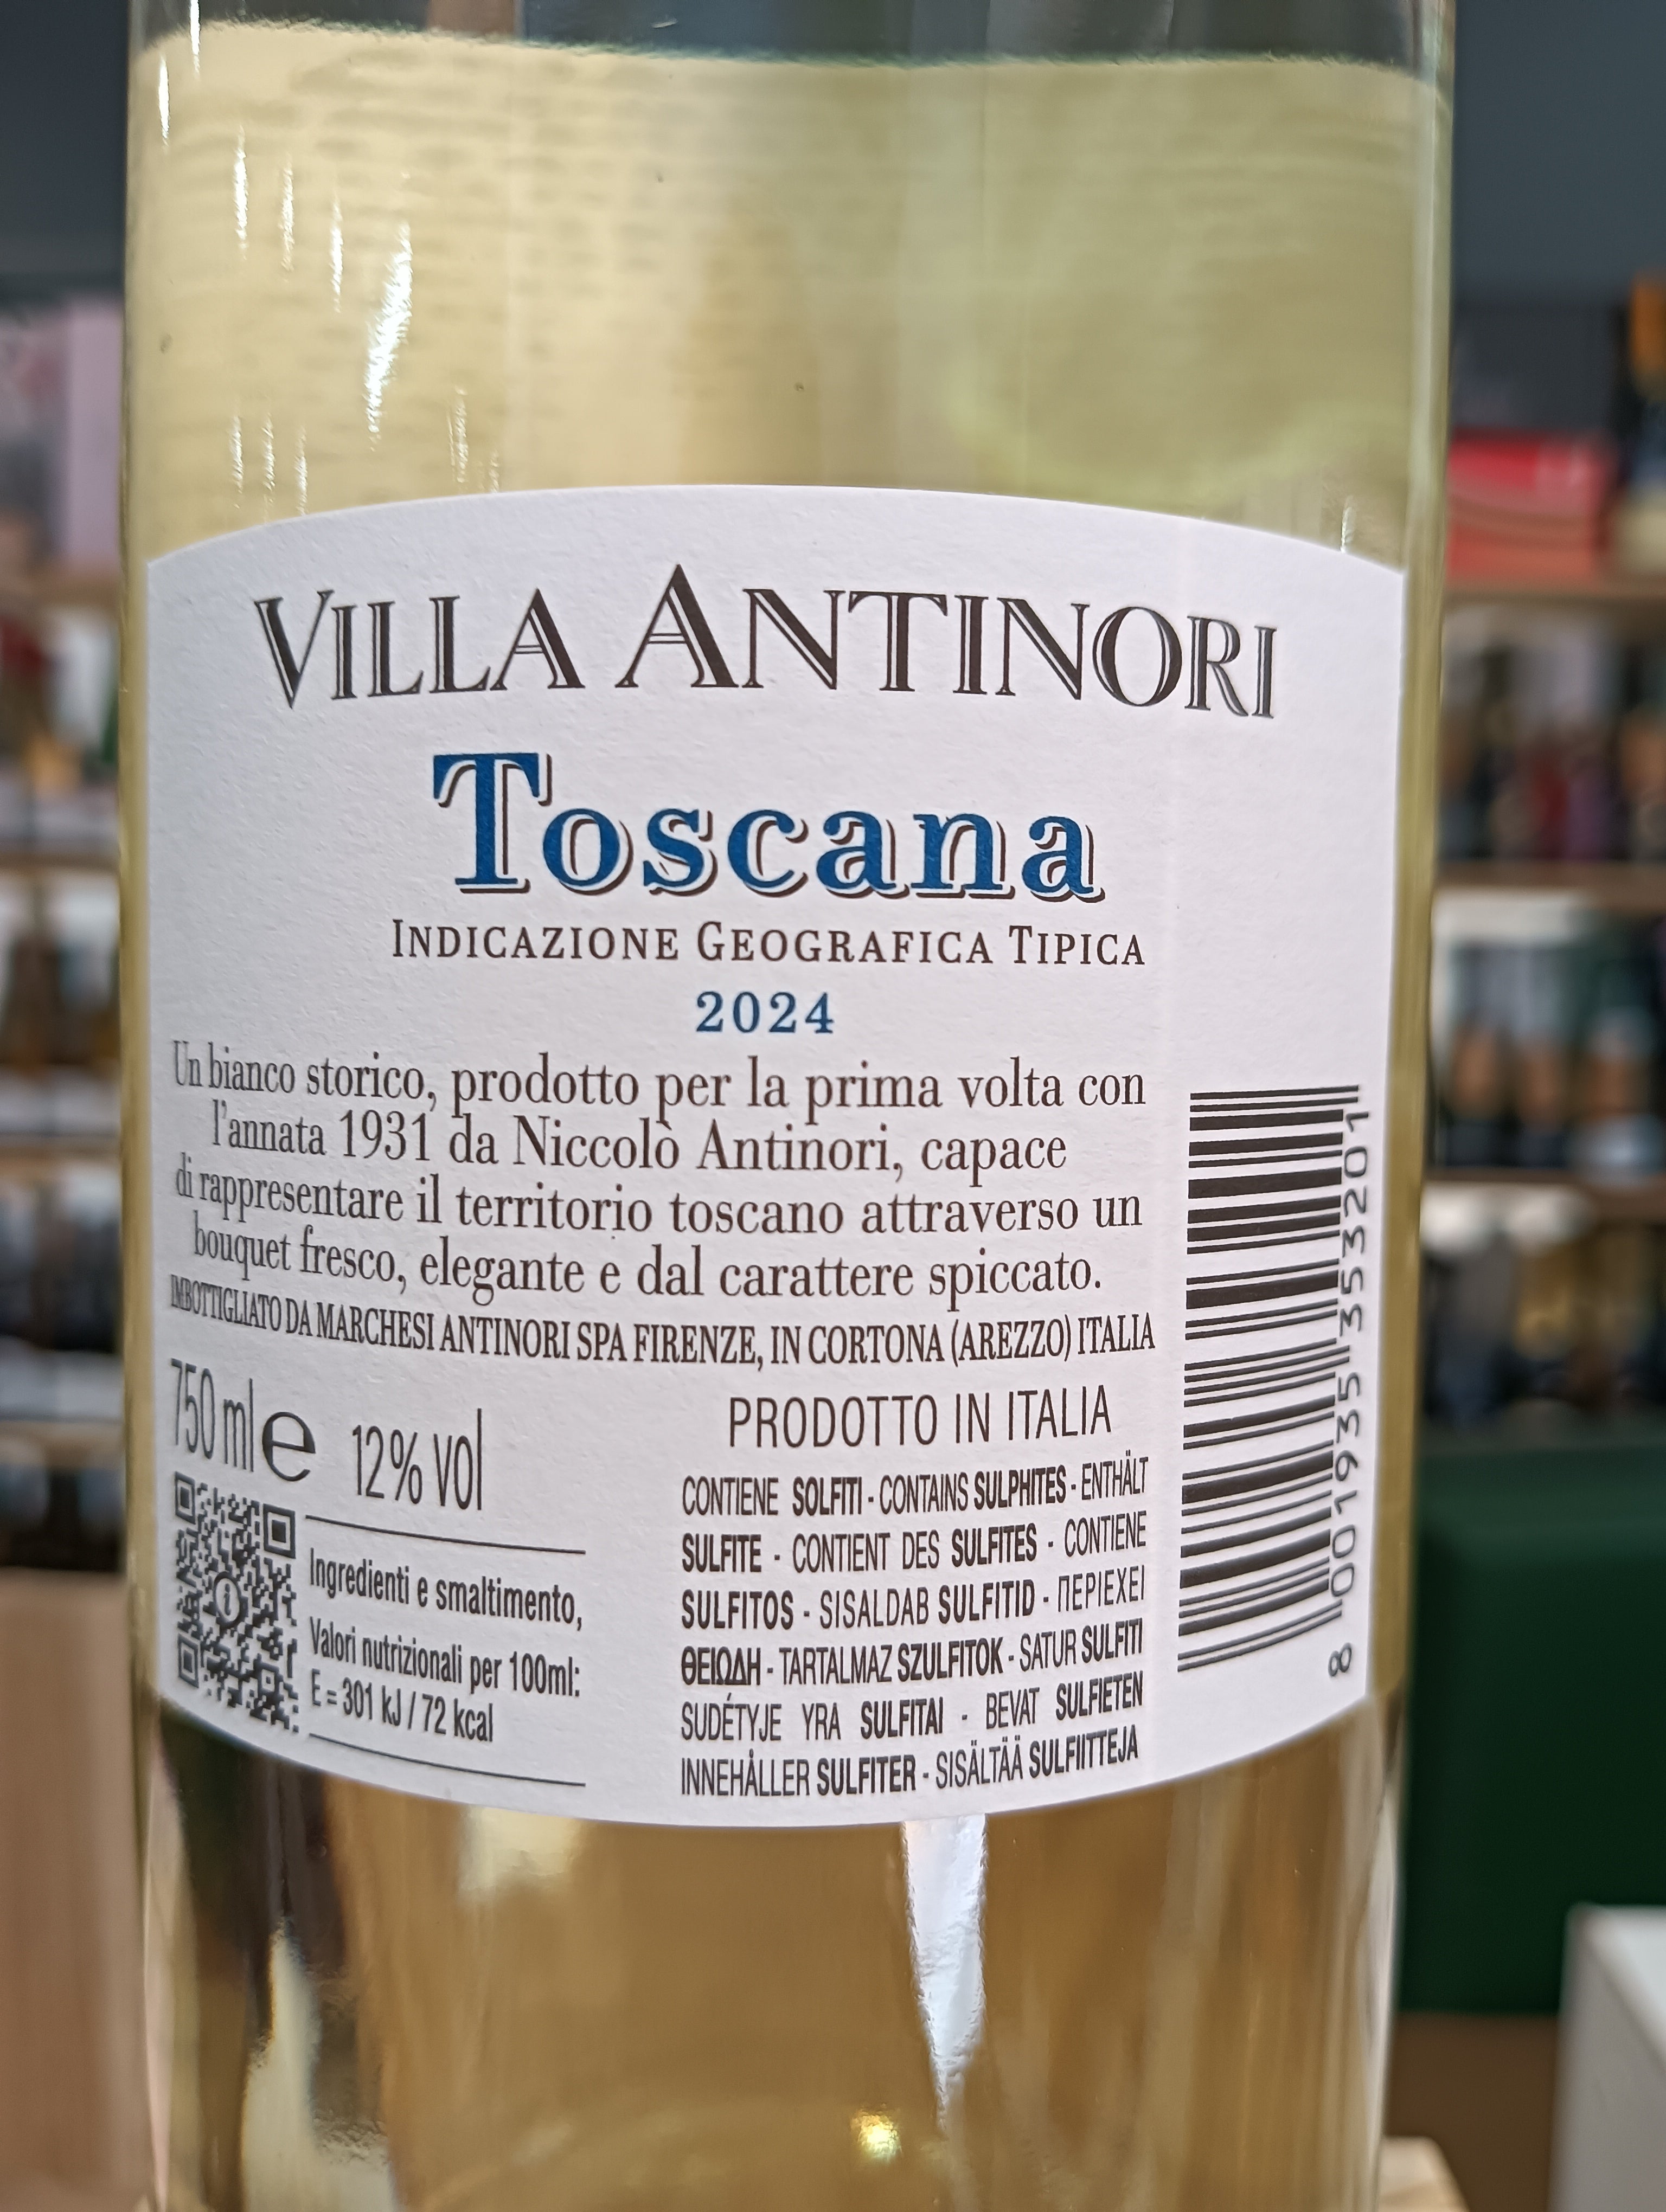 VILLA ANTINORI
Toscana
INDICAZIONE GEOGRAFICA TIPICA
2024
Un bianco storico, prodotto per la prima volta con
l'annata 1931 da Niccolò Antinori, capace
di rappresentare il territorio toscano attraverso un
bouquet fresco, elegante e dal carattere spiccato.
IMBOTTIGLIATO DA MARCHESI ANTINORI SPA FIRENZE, IN CORTONA (AREZZO) ITALIA
750 ml e 12% vol
Ingredienti e smaltimento,
Valori nutrizionali per 100ml:
E = 301 kJ / 72 kcal
PRODOTTO IN ITALIA
CONTIENE SOLFITI - CONTAINS SULPHITES - ENTHÄLT
SULFITE - CONTIENT DES SULFITES - CONTIENE
SULFITOS - SISALDAB SULFITID - ΠΕΡΙΕΧΕΙ
ΘΕΙΩΔΗ - TARTALMAZ SZULFITOK - SATUR SULFITI
SUDÉTYJE YRA SULFITAI - BEVAT SULFIETEN
INNEHÅLLER SULFITER - SISÄLTÄÄ SULFIITTEJA
8 001935 353201